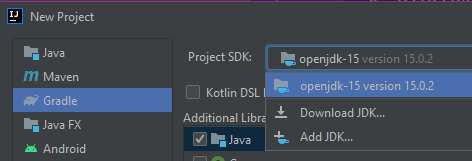 New Project
Java
Maven
Gradle
Java FX
Android
Project SDK:
openjdk-15 version 15.0.2
openjdk-15 version 15.0.2
Download JDK...
Add JDK...
Kotlin DSL
Additional Libra
Java